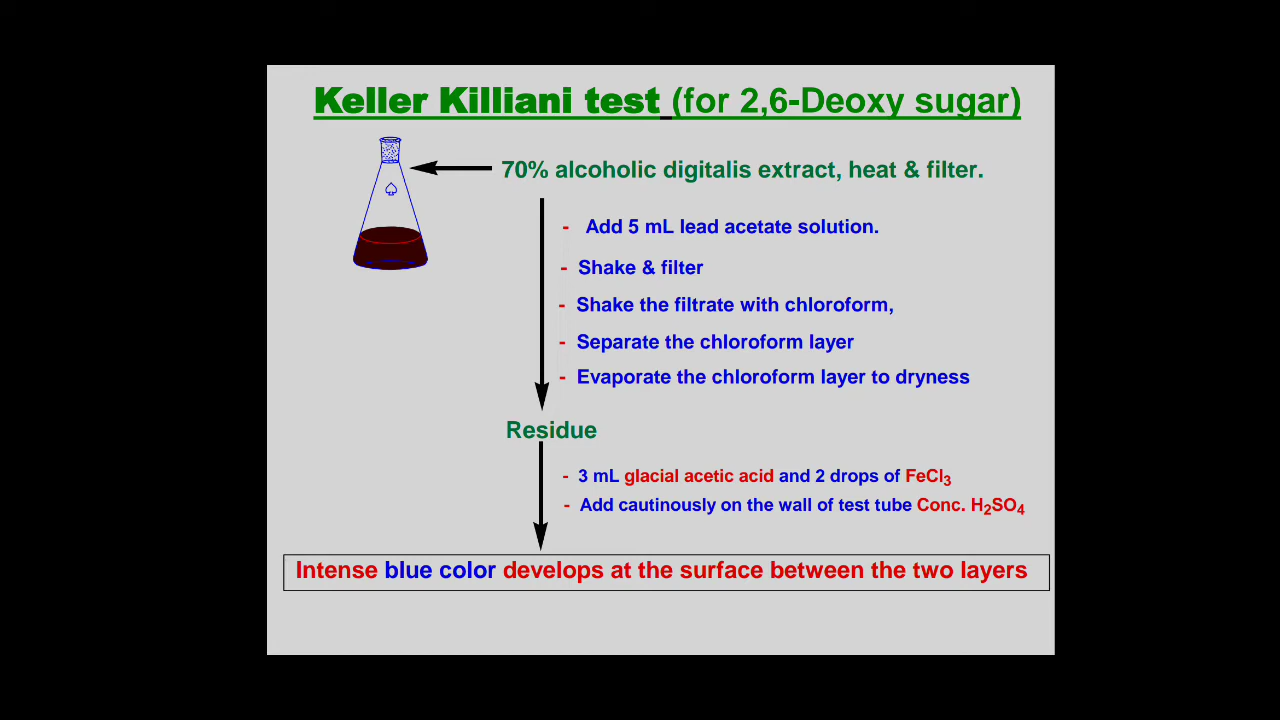 Keller Killiani test (for 2,6-Deoxy sugar)
70% alcoholic digitalis extract, heat & filter.
- Add 5 mL lead acetate solution.
- Shake & filter
- Shake the filtrate with chloroform,
- Separate the chloroform layer
- Evaporate the chloroform layer to dryness
Residue
- 3 mL glacial acetic acid and 2 drops of FeCl3
- Add cautinously on the wall of test tube Conc. H2SO4
Intense blue color develops at the surface between the two layers